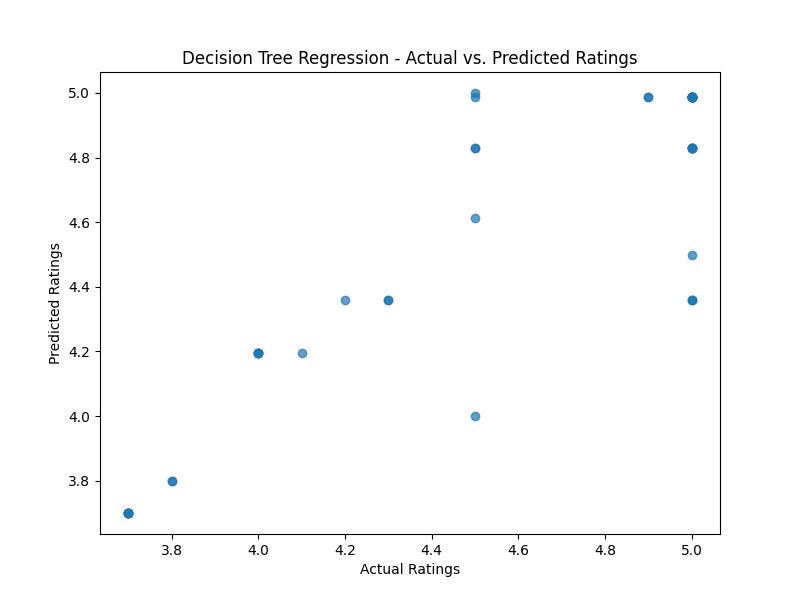 Decision Tree Regression - Actual vs. Predicted Ratings
5.0
4.8
4.6
4.4
4.2
4.0
3.8
Predicted Ratings
3.8 4.0 4.2 4.4 4.6 4.8 5.0
Actual Ratings